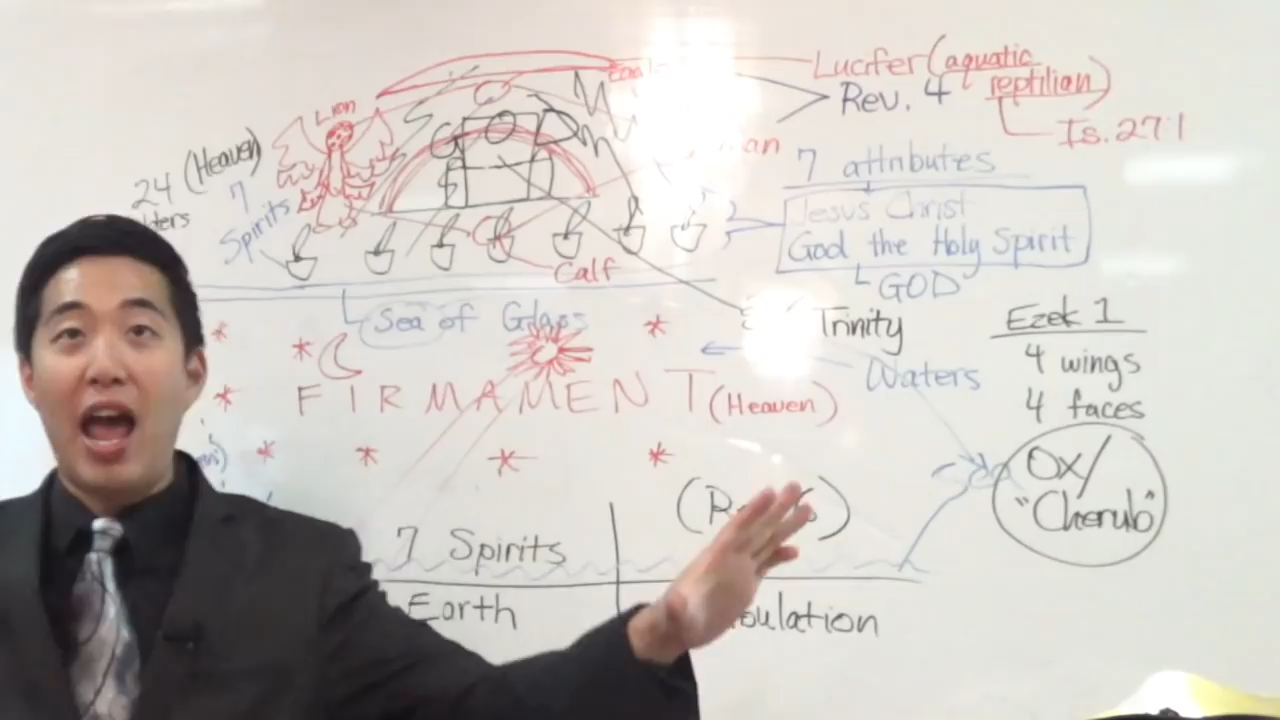 Lucifer (aquatic
reptilian)
Rev. 4
Is. 27:1
Lion
24 (Heaven)
7
Spirits
7 attributes
Jesus Christ
God the Holy Spirit
GOD
GOD
Calf
Sea of Glass
Trinity
Waters
Ezek 1
4 wings
4 faces
Ox/
"Cherub"
FIRMAMENT (Heaven)
7 Spirits
Earth